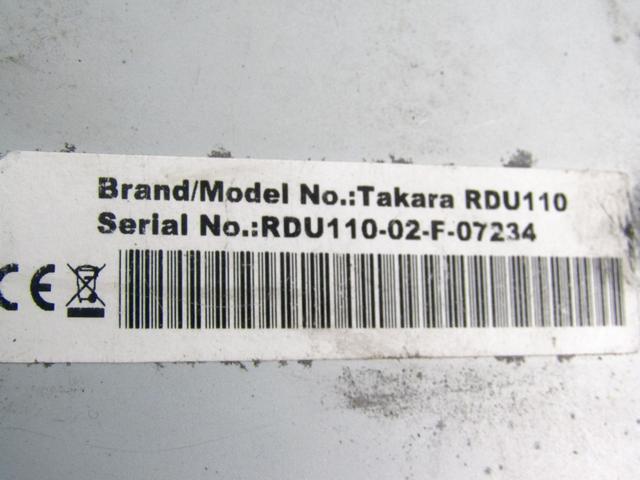 Brand/Model No.:Takara RDU110
Serial No.:RDU110-02-F-07234
CE